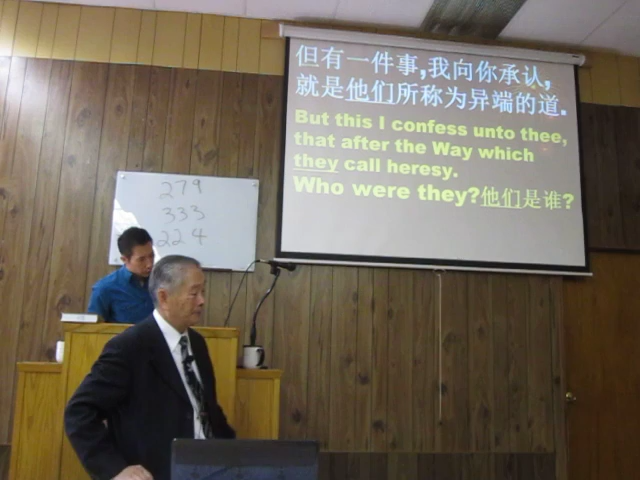 但有一件事,我向你承认,
就是他们所称为异端的道.
But this I confess unto thee,
that after the Way which
they call heresy.
Who were they?他们是谁?
279
333
224